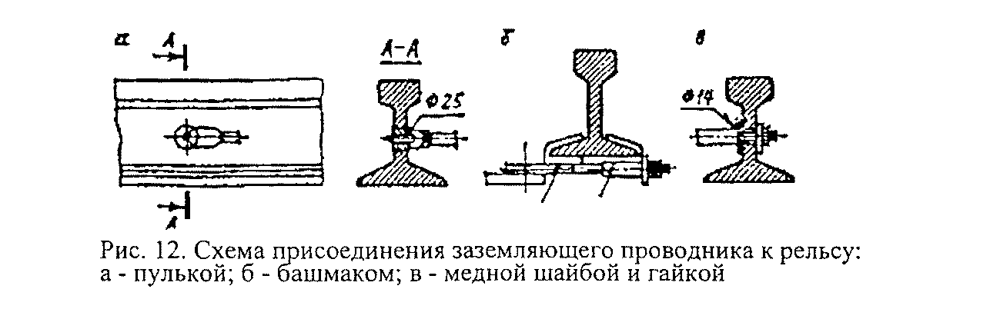 а А А-А б в
Ф25
Ф14
А
Рис. 12. Схема присоединения заземляющего проводника к рельсу:
а - пулькой; б - башмаком; в - медной шайбой и гайкой